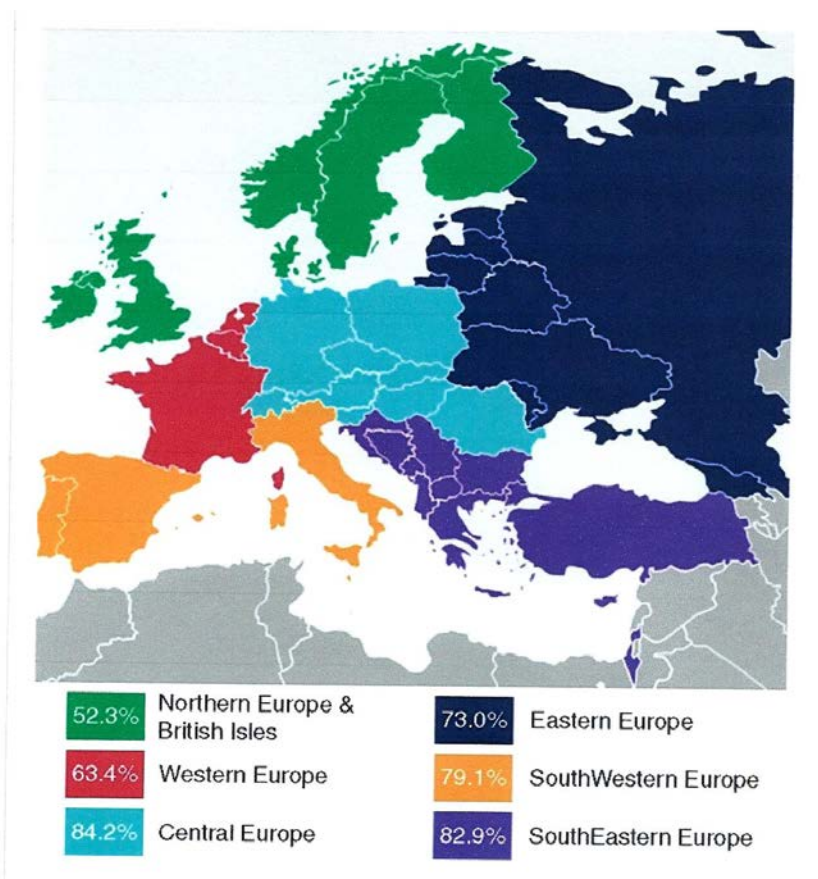 52.3% Northern Europe &
British Isles
63.4% Western Europe
84.2% Central Europe
73.0% Eastern Europe
79.1% SouthWestern Europe
82.9% SouthEastern Europe